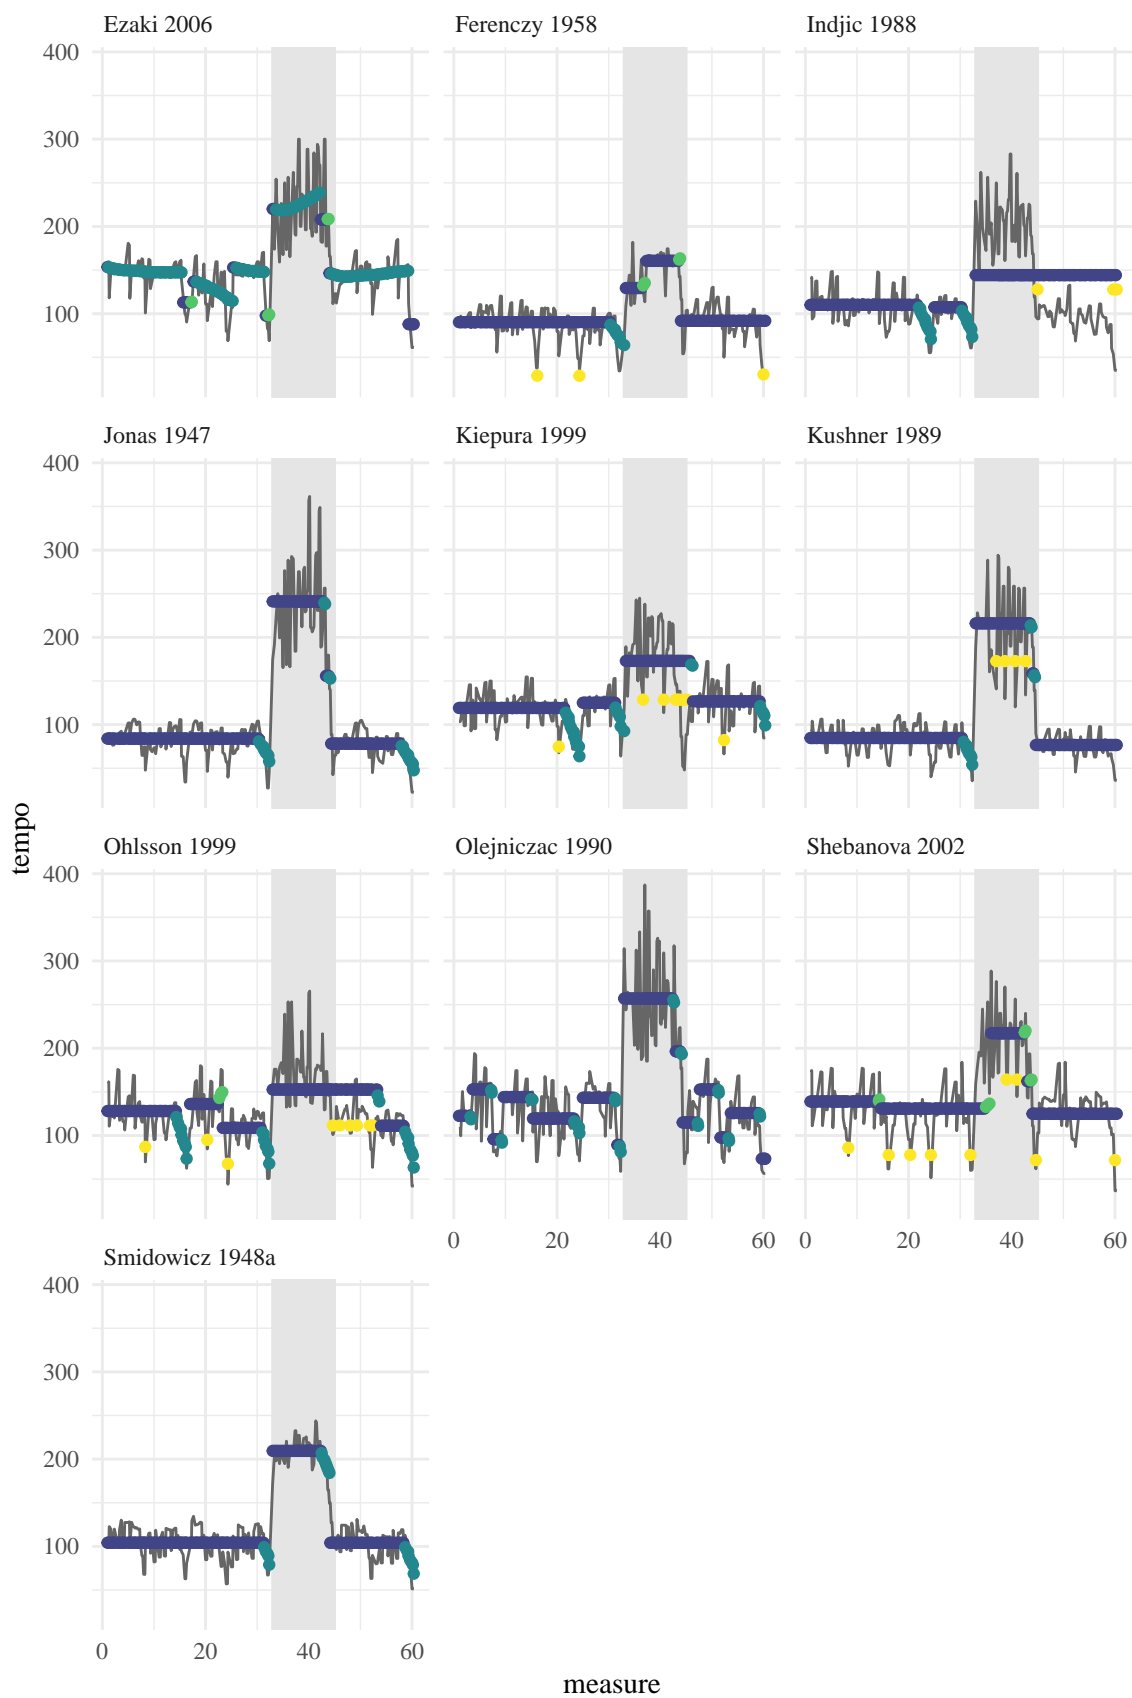 Ezaki 2006 Ferenczy 1958 Indjic 1988
400
300
200
100
Jonas 1947 Kiepura 1999 Kushner 1989
400
300
200
100
tempo
Ohlsson 1999 Olejniczac 1990 Shebanova 2002
400
300
200
100
0 20 40 60 0 20 40 60
Smidowicz 1948a
400
300
200
100
0 20 40 60
measure